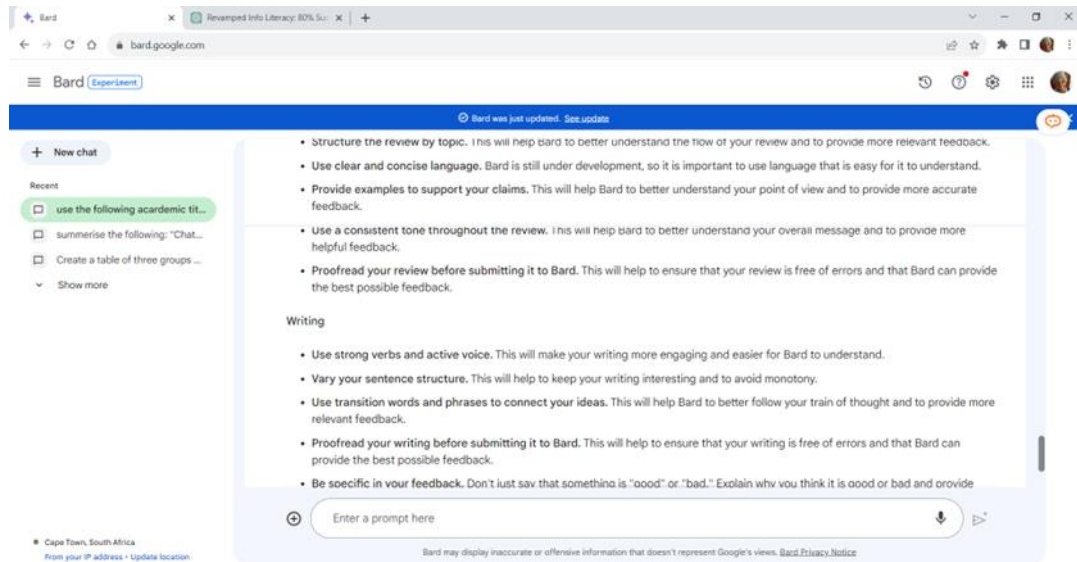 Bard
Revamped Info Literacy: 80% Su
bard.google.com
Bard Experiment
Bard was just updated. See update
New chat
Recent
use the following acardemic tit...
summerise the following: "Chat...
Create a table of three groups ...
Show more
• Structure the review by topic. This will help Bard to better understand the flow of your review and to provide more relevant feedback.
• Use clear and concise language. Bard is still under development, so it is important to use language that is easy for it to understand.
• Provide examples to support your claims. This will help Bard to better understand your point of view and to provide more accurate
feedback.
• Use a consistent tone throughout the review. This will help Bard to better understand your overall message and to provide more
helpful feedback.
• Proofread your review before submitting it to Bard. This will help to ensure that your review is free of errors and that Bard can provide
the best possible feedback.
Writing
• Use strong verbs and active voice. This will make your writing more engaging and easier for Bard to understand.
• Vary your sentence structure. This will help to keep your writing interesting and to avoid monotony.
• Use transition words and phrases to connect your ideas. This will help Bard to better follow your train of thought and to provide more
relevant feedback.
• Proofread your writing before submitting it to Bard. This will help to ensure that your writing is free of errors and that Bard can
provide the best possible feedback.
• Be specific in your feedback. Don't just say that something is "good" or "bad." Explain why you think it is good or bad and provide
Enter a prompt here
Cape Town, South Africa
From your IP address • Update location
Bard may display inaccurate or offensive information that doesn't represent Google's views. Bard Privacy Notice